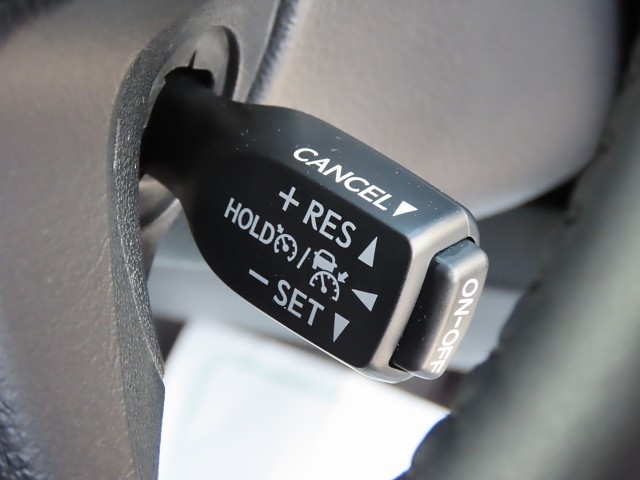 CANCEL
+ RES
HOLD /
- SET
ON-OFF